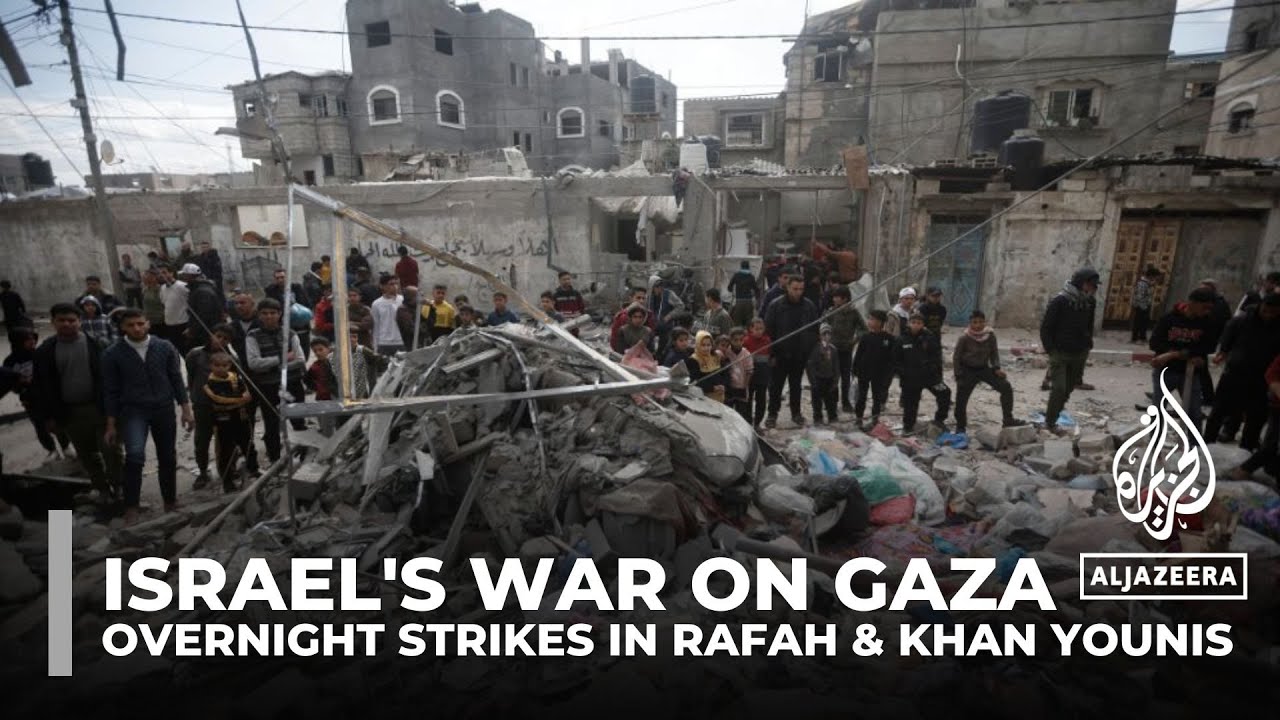 ISRAEL'S WAR ON GAZA
OVERNIGHT STRIKES IN RAFAH & KHAN YOUNIS
الجزيرة
ALJAZEERA